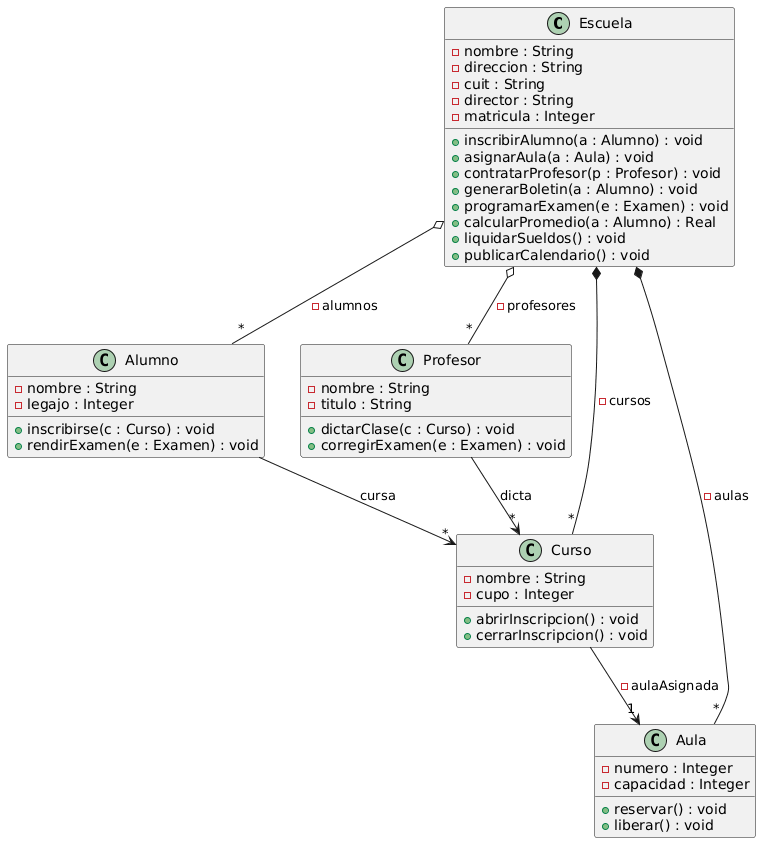 C Escuela
nombre : String
direccion : String
cuit : String
director : String
matricula : Integer
inscribirAlumno(a : Alumno) : void
asignarAula(a : Aula) : void
contratarProfesor(p : Profesor) : void
generarBoletin(a : Alumno) : void
programarExamen(e : Examen) : void
calcularPromedio(a : Alumno) : Real
liquidarSueldos() : void
publicarCalendario() : void
alumnos
*
profesores
*
cursos
*
aulas
*
C Alumno
nombre : String
legajo : Integer
inscribirse(c : Curso) : void
rendirExamen(e : Examen) : void
C Profesor
nombre : String
titulo : String
dictarClase(c : Curso) : void
corregirExamen(e : Examen) : void
cursa
*
dicta
*
C Curso
nombre : String
cupo : Integer
abrirInscripcion() : void
cerrarInscripcion() : void
aulaAsignada
1
C Aula
numero : Integer
capacidad : Integer
reservar() : void
liberar() : void